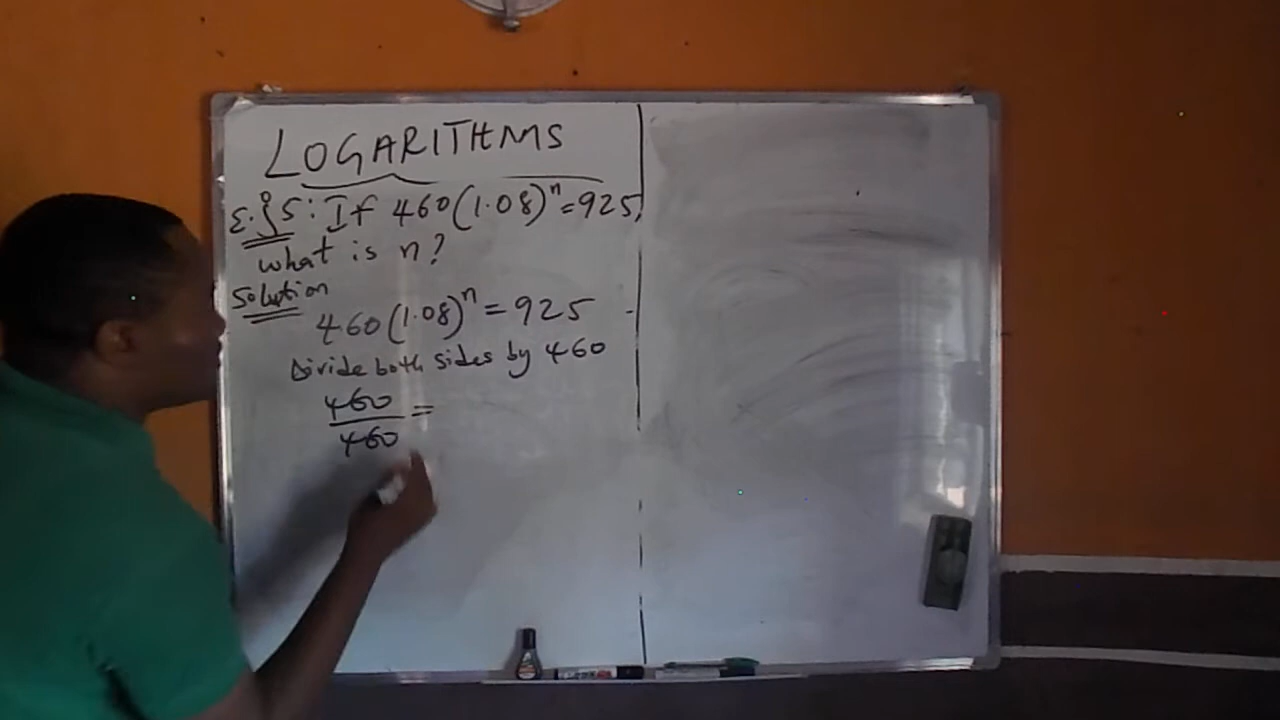 LOGARITHMS
E.g 5: If 460(1.08)ⁿ=925,
what is n?
Solution
460(1.08)ⁿ=925
Divide both sides by 460
460/460 =